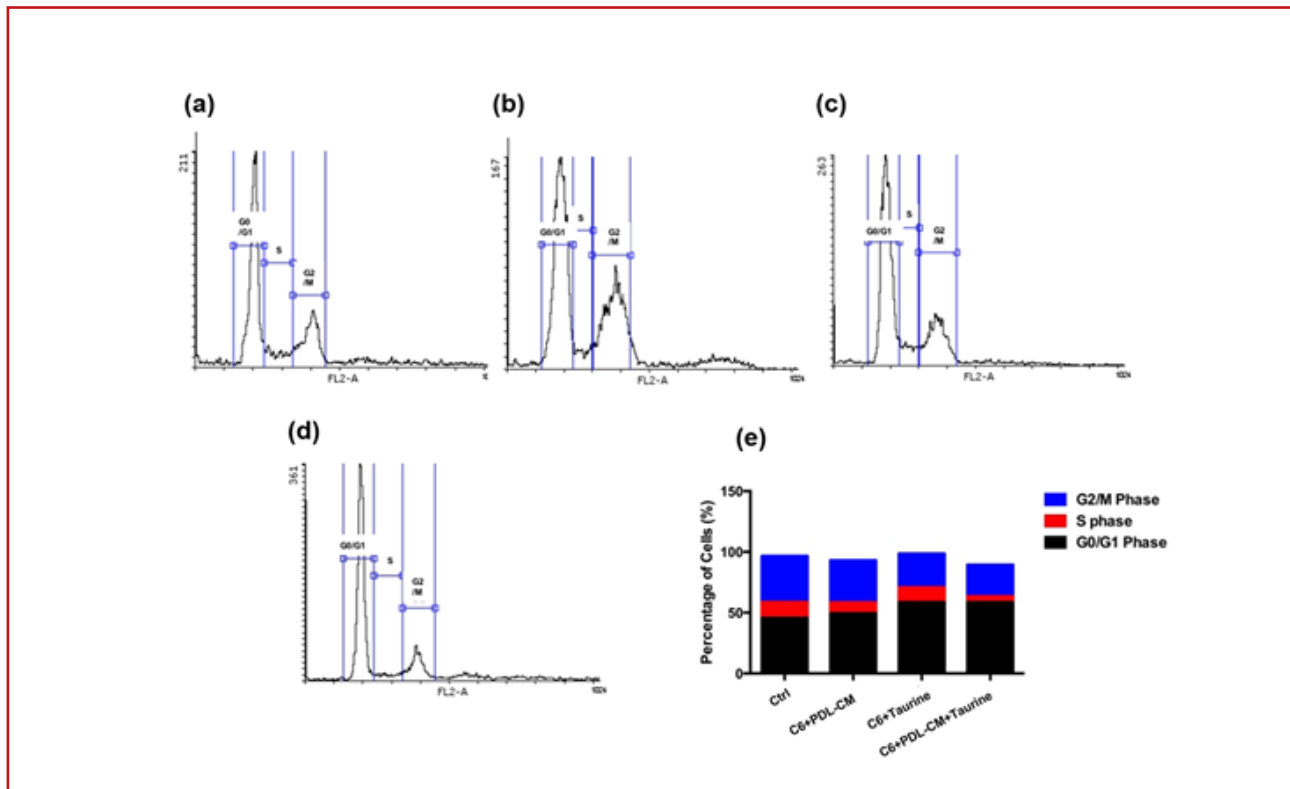 (a)
211
G0
/G1
S
G2
/M
FL2-A
(b)
167
S
G0/G1
G2
/M
FL2-A
1024
(c)
263
S
G0/G1
G2
/M
FL2-A
1024
(d)
361
G0/G1
S
G2
/M
FL2-A
1024
(e)
150
100
50
0
Percentage of Cells (%)
Ctrl
C6+PDL-CM
C6+Taurine
C6+PDL-CM+Taurine
G2/M Phase
S phase
G0/G1 Phase